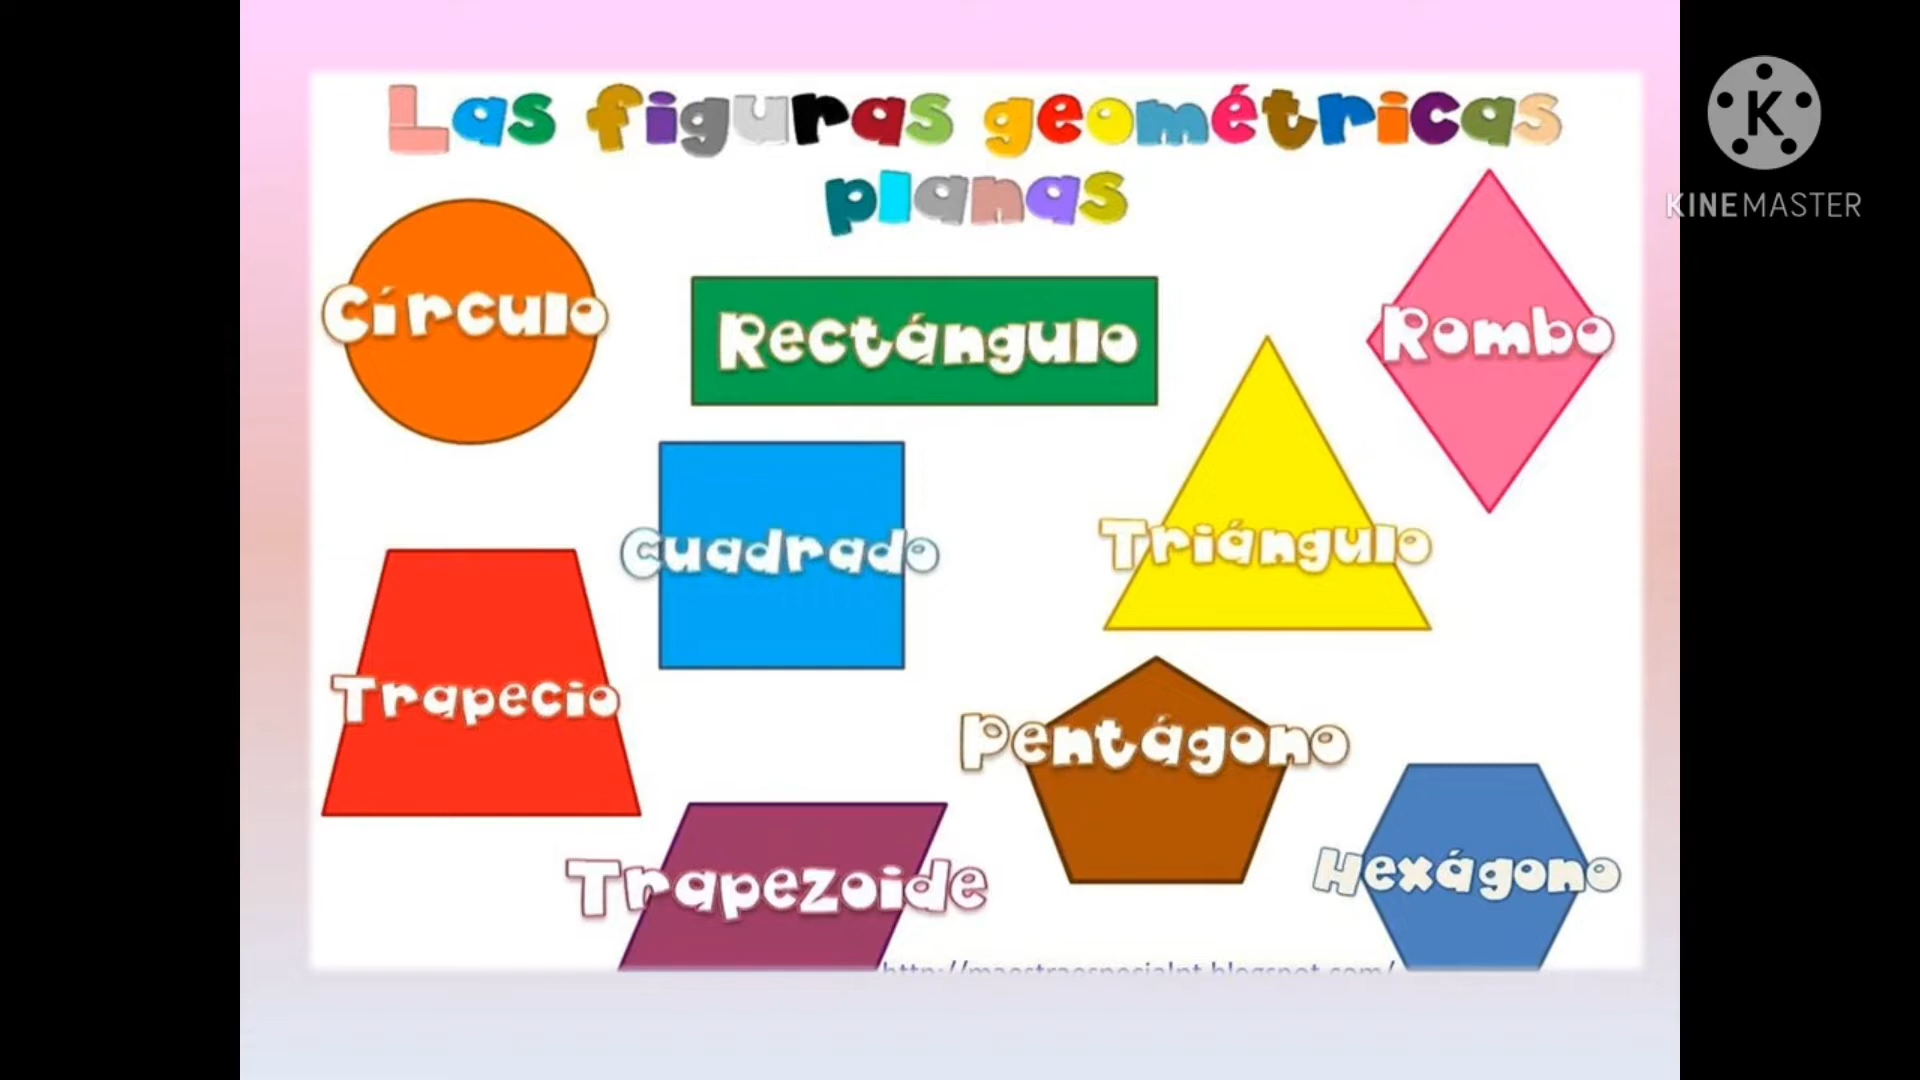 Las figuras geométricas
planas
KINEMASTER
Círculo
Rectángulo
Rombo
Cuadrado
Triángulo
Trapecio
Pentágono
Trapezoide
Hexágono